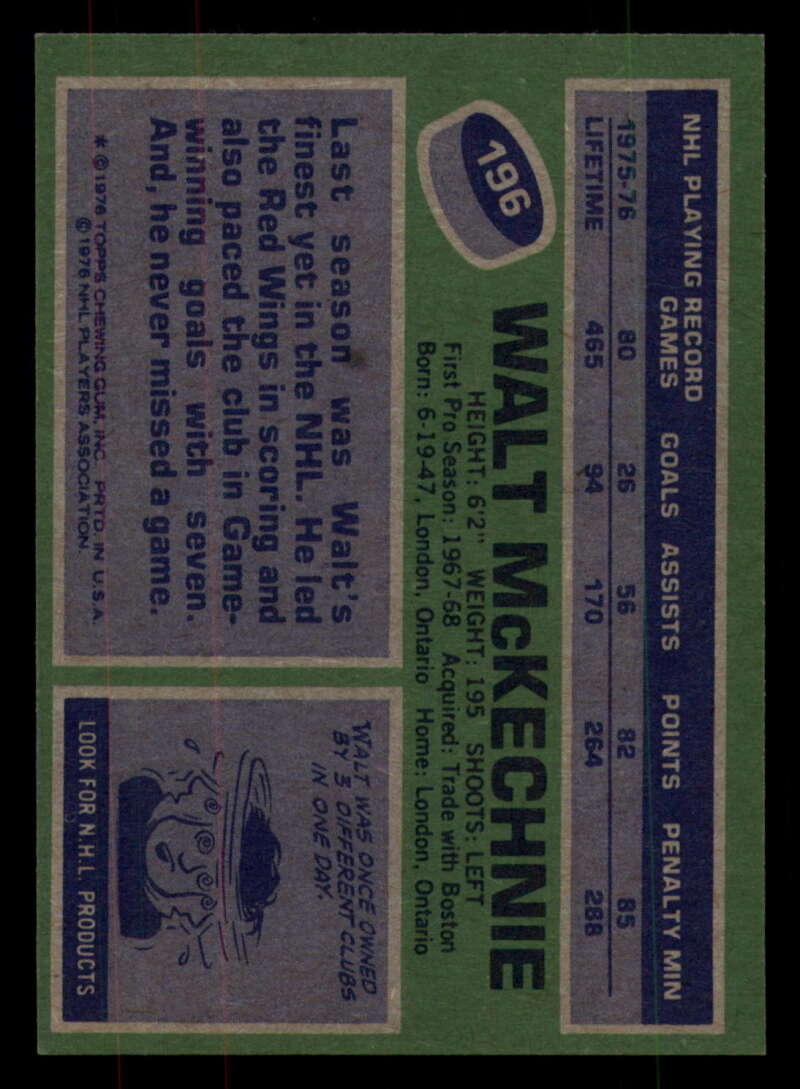 NHL PLAYING RECORD
GAMES GOALS ASSISTS POINTS PENALTY MIN
1975-76 80 26 56 82 85
LIFETIME 465 94 170 264 288
196
WALT McKECHNIE
HEIGHT: 6'2" WEIGHT: 195 SHOOTS: LEFT
First Pro Season: 1967-68 Acquired: Trade with Boston
Born: 6-19-47, London, Ontario Home: London, Ontario
Last season was Walt's
finest yet in the NHL. He led
the Red Wings in scoring and
also paced the club in Game-
winning goals with seven.
And, he never missed a game.
* © 1976 TOPPS CHEWING GUM, INC. PRTD. IN U.S.A.
© 1976 NHL PLAYERS ASSOCIATION.
WALT WAS ONCE OWNED
BY 3 DIFFERENT CLUBS
IN ONE DAY.
LOOK FOR N.H.L. PRODUCTS